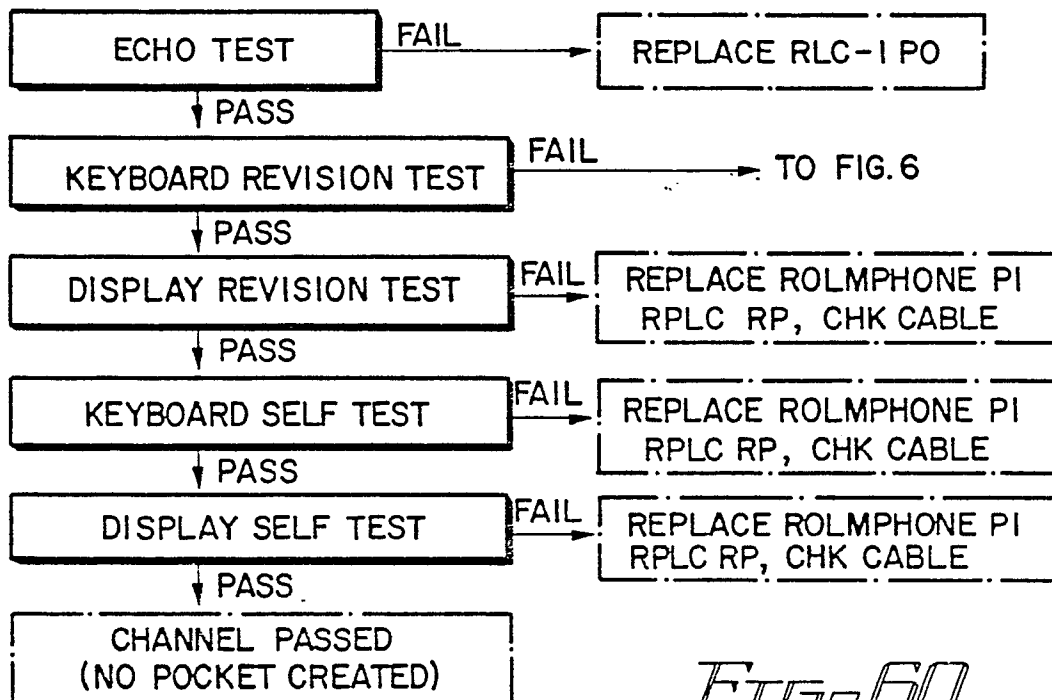 ECHO TEST
FAIL
REPLACE RLC-1 PO
PASS
KEYBOARD REVISION TEST
FAIL
TO FIG. 6
PASS
DISPLAY REVISION TEST
FAIL
REPLACE ROLMPHONE PI
RPLC RP, CHK CABLE
PASS
KEYBOARD SELF TEST
FAIL
REPLACE ROLMPHONE PI
RPLC RP, CHK CABLE
PASS
DISPLAY SELF TEST
FAIL
REPLACE ROLMPHONE PI
RPLC RP, CHK CABLE
PASS
CHANNEL PASSED
(NO POCKET CREATED)
FIG. 60